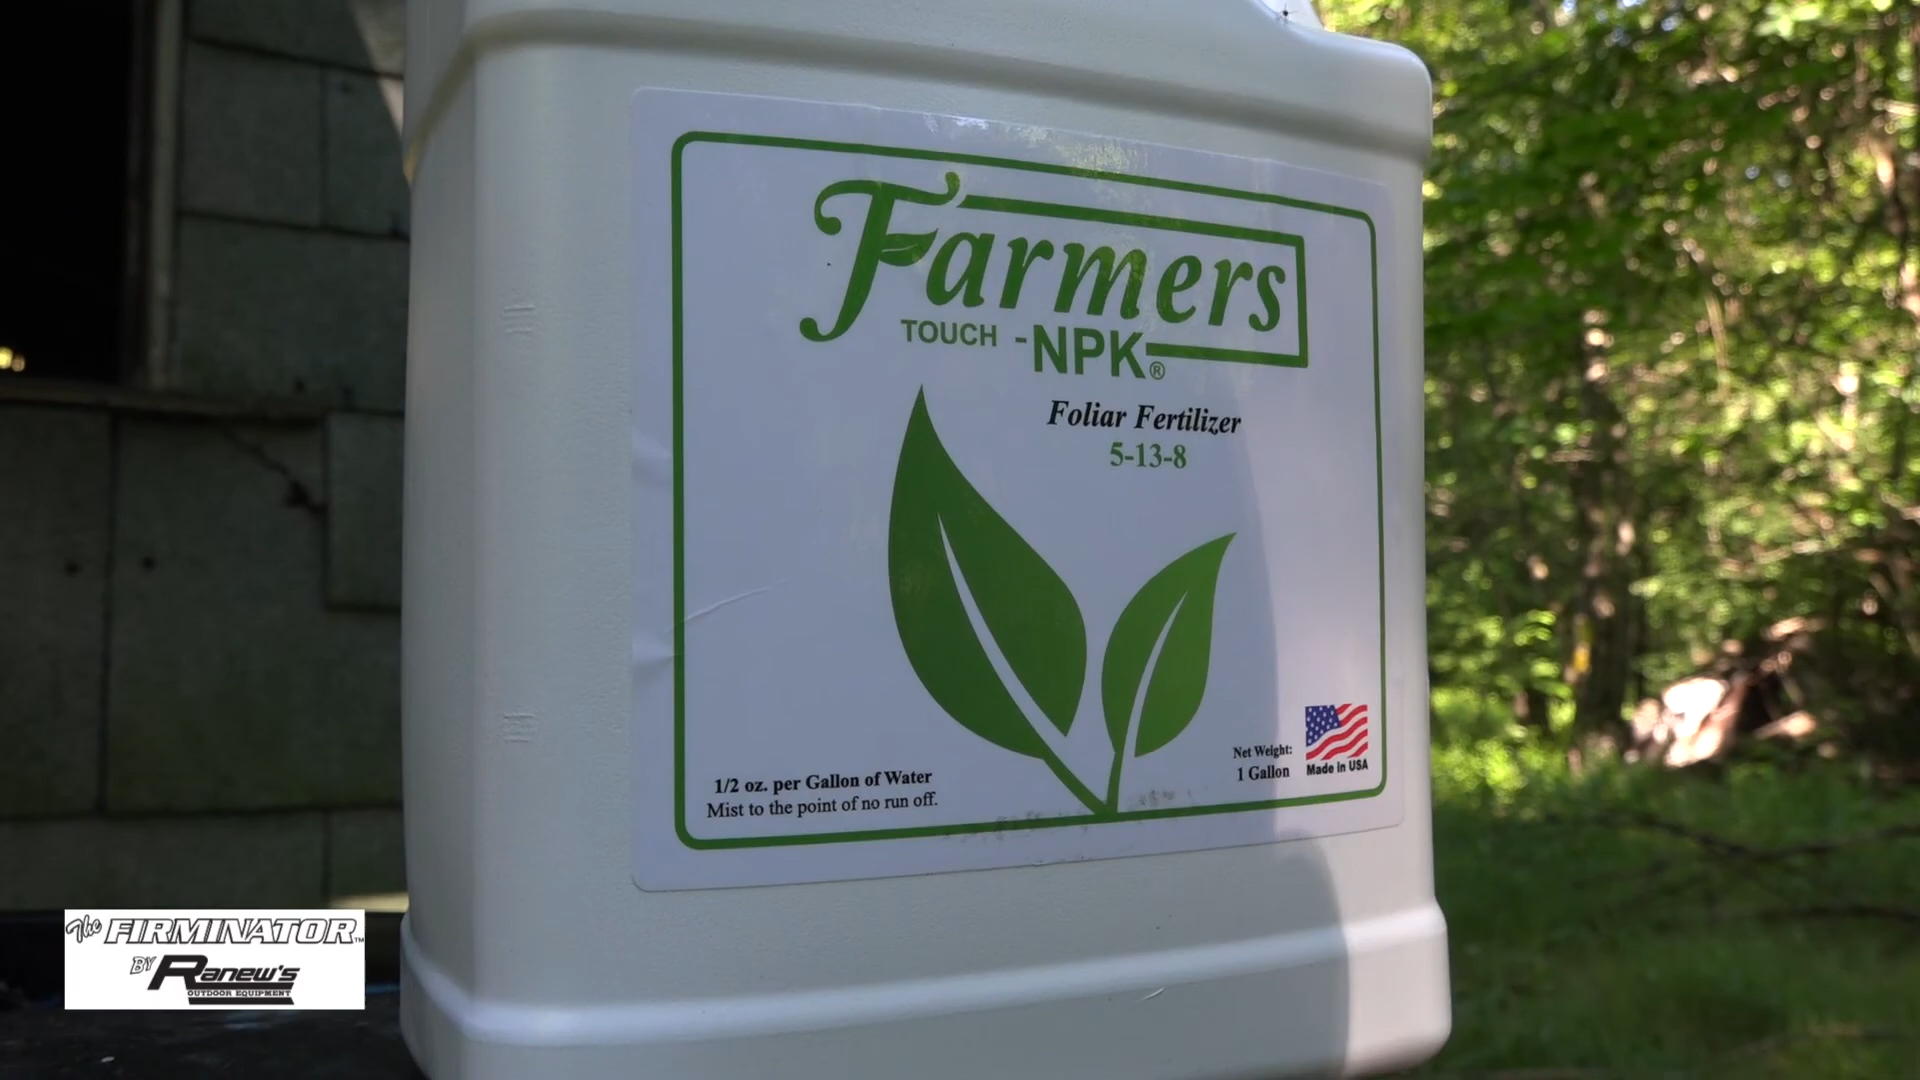 Farmers
TOUCH -NPK®
Foliar Fertilizer
5-13-8
1/2 oz. per Gallon of Water
Mist to the point of no run off.
Net Weight:
1 Gallon
Made in USA
The FIRMINATOR™
BY Ranew's
OUTDOOR EQUIPMENT